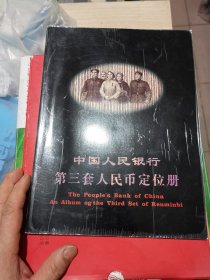 中国人民银行
第三套人民币定位册
The People's Bank of China
An Album og the Third Set of Renminbi